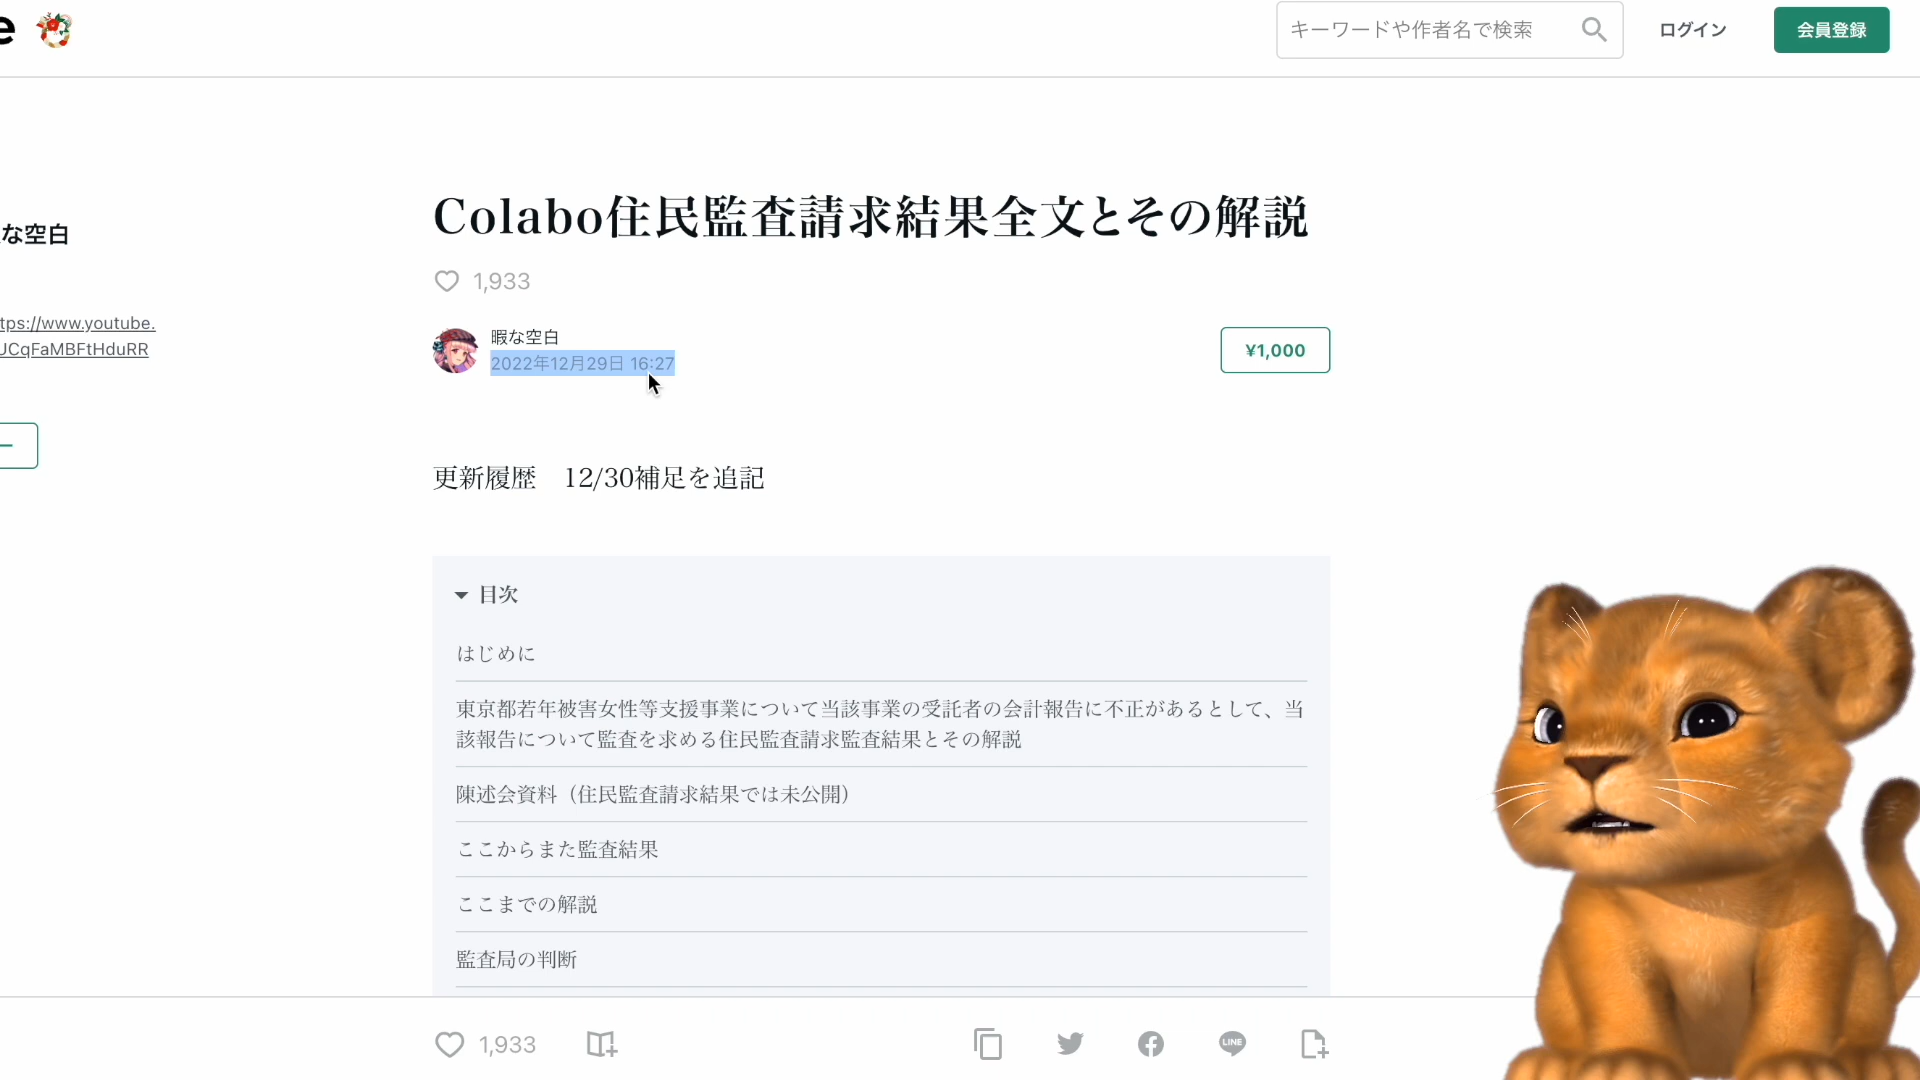 e
キーワードや作者名で検索
ログイン
会員登録
な空白
tps://www.youtube.
JCqFaMBFtHduRR
ー
Colabo住民監査請求結果全文とその解説
1,933
暇な空白
2022年12月29日 16:27
¥1,000
更新履歴　12/30補足を追記
目次
はじめに
東京都若年被害女性等支援事業について当該事業の受託者の会計報告に不正があるとして、当
該報告について監査を求める住民監査請求監査結果とその解説
陳述会資料（住民監査請求結果では未公開）
ここからまた監査結果
ここまでの解説
監査局の判断
1,933
LINE